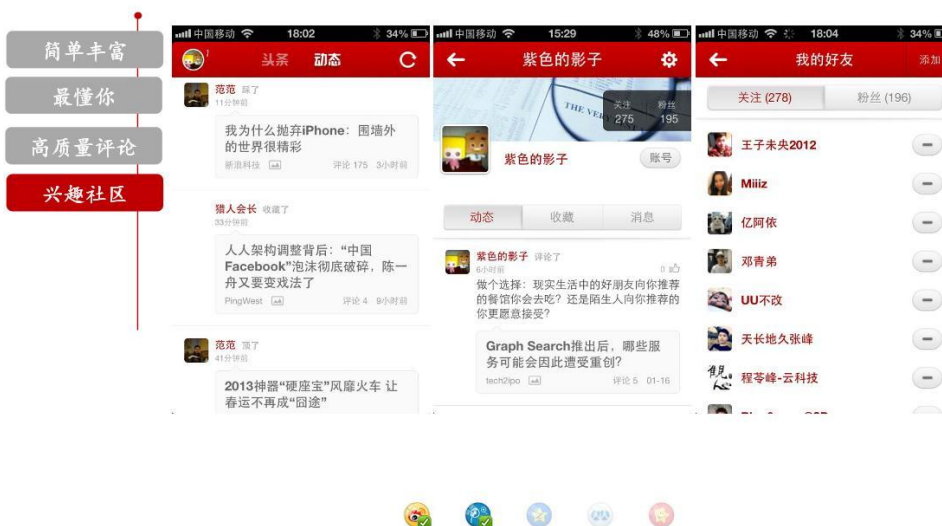 简单丰富
最懂你
高质量评论
兴趣社区
中国移动 18:02 34%
头条 动态
范范 踩了
11分钟前
我为什么抛弃iPhone：围墙外
的世界很精彩
新浪科技 评论 175 3小时前
猎人会长 收藏了
33分钟前
人人架构调整背后：“中国
Facebook”泡沫彻底破碎，陈一
舟又要变戏法了
PingWest 评论 4 9小时前
范范 顶了
41分钟前
2013神器“硬座宝”风靡火车 让
春运不再成“囧途”
中国移动 15:29 48%
紫色的影子
THE VERY
关注 粉丝
275 195
紫色的影子 账号
动态 收藏 消息
紫色的影子 评论了
6小时前 0
做个选择：现实生活中的好朋友向你推荐
的餐馆你会去吃？还是陌生人向你推荐的
你更愿意接受？
Graph Search推出后，哪些服
务可能会因此遭受重创？
tech2ipo 评论 5 01-16
中国移动 18:04 34%
我的好友 添加
关注 (278) 粉丝 (196)
王子未央2012
Miiiz
亿阿依
邓青弟
UU不改
天长地久张峰
程苓峰-云科技